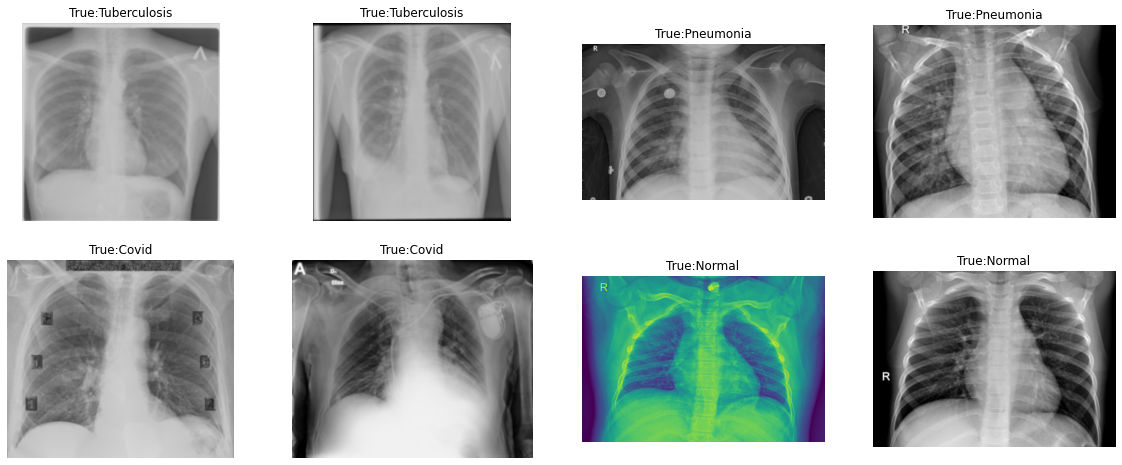 True:Tuberculosis
True:Tuberculosis
True:Pneumonia
True:Pneumonia
R
R
True:Covid
True:Covid
True:Normal
True:Normal
A
R
R